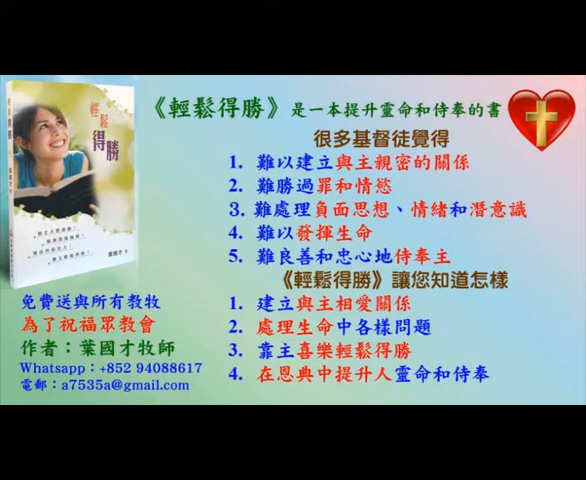 《輕鬆得勝》是一本提升靈命和侍奉的書
很多基督徒覺得
1. 難以建立與主親密的關係
2. 難勝過罪和情慾
3. 難處理負面思想、情緒和潛意識
4. 難以發揮生命
5. 難良善和忠心地侍奉主
《輕鬆得勝》讓您知道怎樣
1. 建立與主相愛關係
2. 處理生命中各樣問題
3. 靠主喜樂輕鬆得勝
4. 在恩典中提升人靈命和侍奉
輕鬆
得勝
輕鬆得勝
葉國才 著
免費送與所有教牧
為了祝福眾教會
作者：葉國才牧師
Whatsapp：+852 94088617
電郵：a7535a@gmail.com